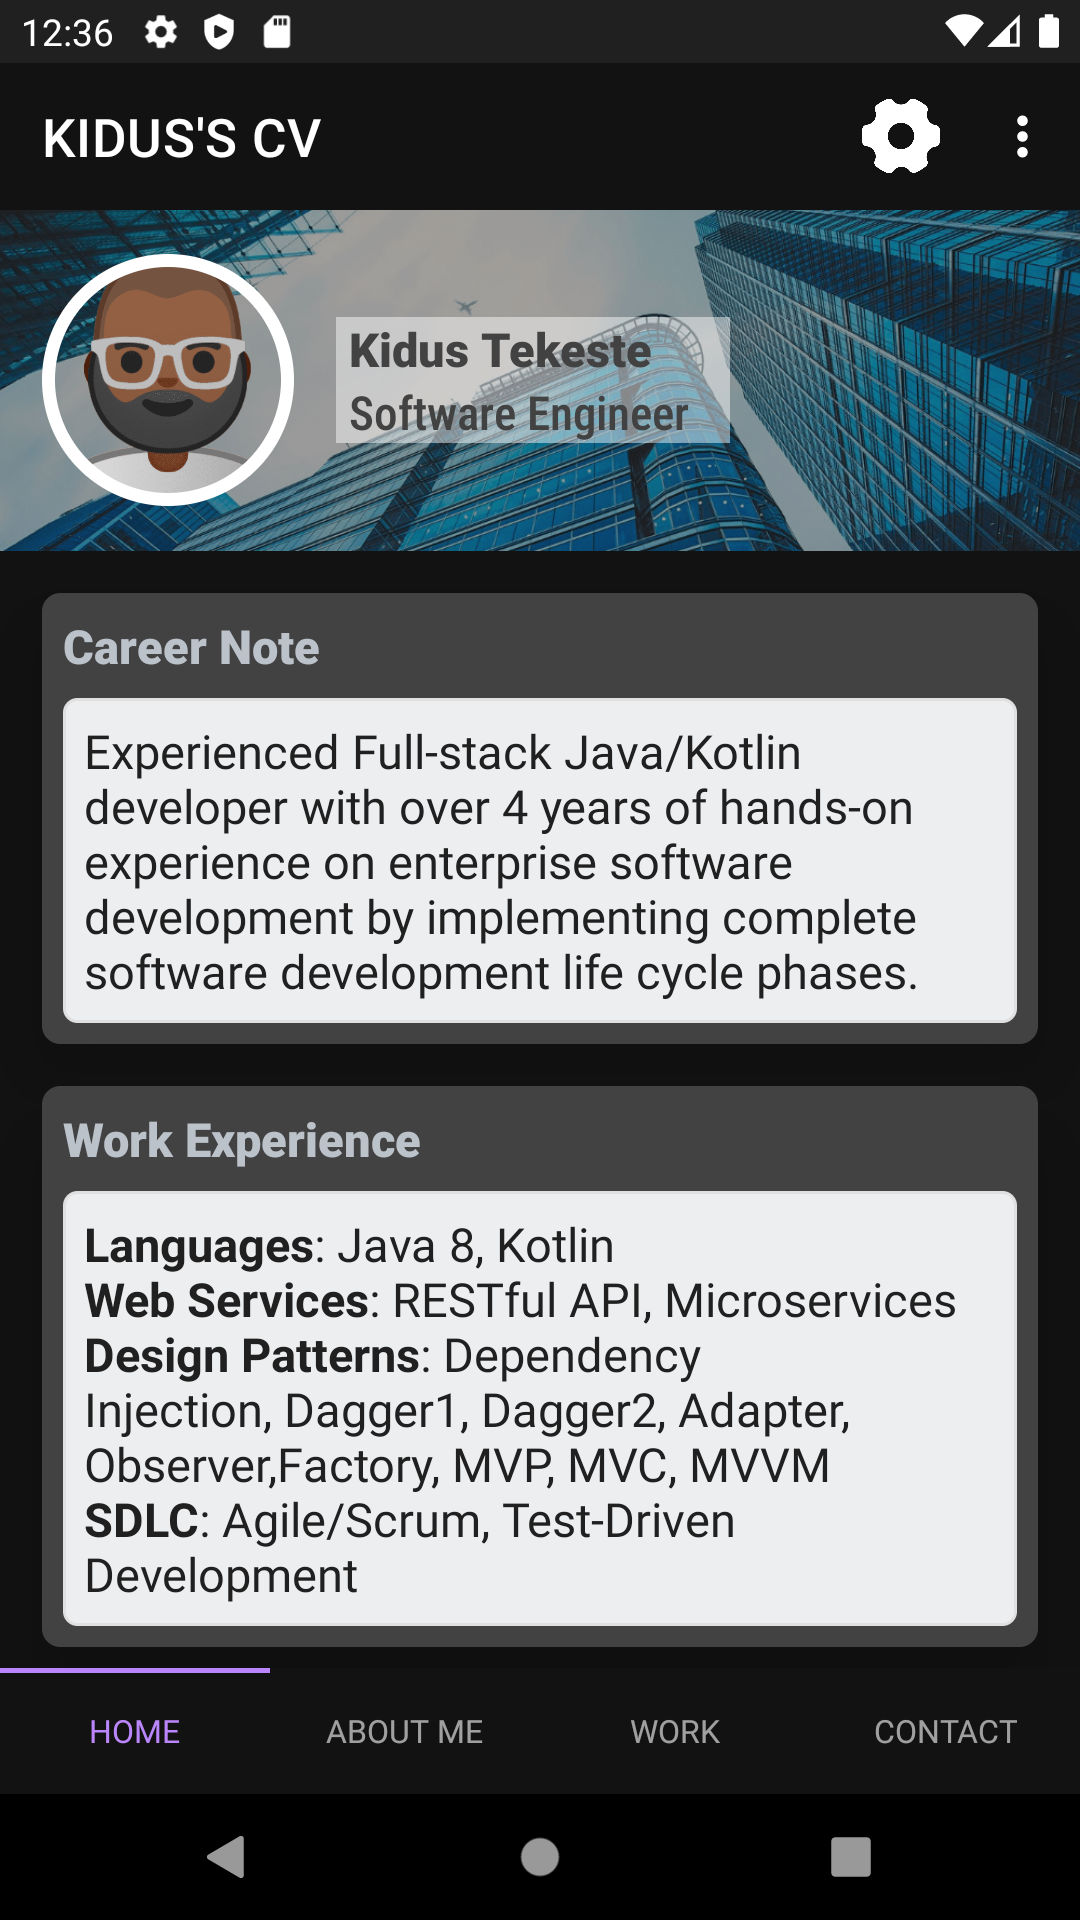 12:36
KIDUS'S CV
Kidus Tekeste
Software Engineer
Career Note
Experienced Full-stack Java/Kotlin
developer with over 4 years of hands-on
experience on enterprise software
development by implementing complete
software development life cycle phases.
Work Experience
Languages: Java 8, Kotlin
Web Services: RESTful API, Microservices
Design Patterns: Dependency
Injection, Dagger1, Dagger2, Adapter,
Observer,Factory, MVP, MVC, MVVM
SDLC: Agile/Scrum, Test-Driven
Development
HOME
ABOUT ME
WORK
CONTACT